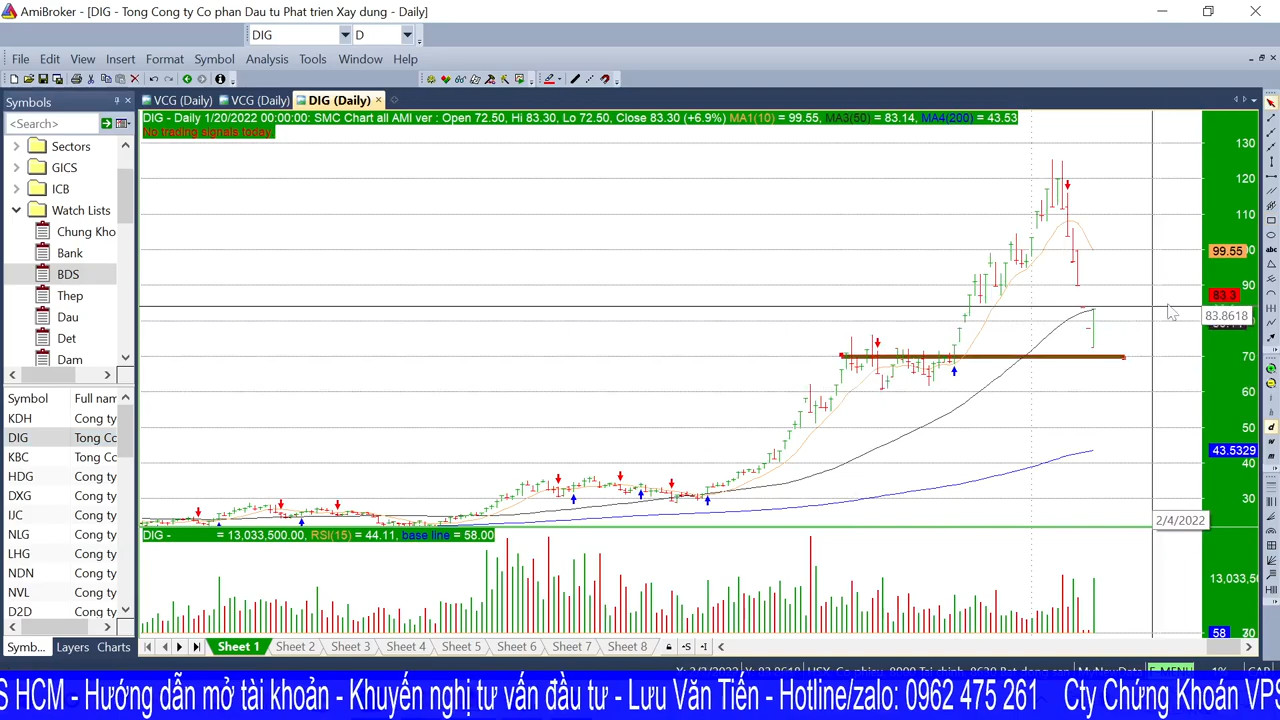 AmiBroker - [DIG - Tong Cong ty Co phan Dau tu Phat trien Xay dung - Daily]
DIG D
File Edit View Insert Format Symbol Analysis Tools Window Help
Symbols
VCG (Daily) VCG (Daily) DIG (Daily)
<Search>
DIG - Daily 1/20/2022 00:00:00: SMC Chart all AMI ver : Open 72.50, Hi 83.30, Lo 72.50, Close 83.30 (+6.9%) MA1(10) = 99.55, MA3(50) = 83.14, MA4(200) = 43.53
No trading signals today
Sectors
GICS
ICB
Watch Lists
Chung Kho
Bank
BDS
Thep
Dau
Det
Dam
130
120
110
99.55
90
83.3
83.8618
70
60
50
43.5329
40
30
2/4/2022
Symbol Full name
KDH Cong ty
DIG Tong Co
KBC Tong Co
HDG Cong ty
DXG Cong ty
IJC Cong ty
NLG Cong ty
LHG Cong ty
NDN Cong ty
NVL Cong ty
D2D Cong ty
DIG - = 13,033,500.00, RSI(15) = 44.11, base line = 58.00
13,033,50
58
Symb... Layers Charts
Sheet 1 Sheet 2 Sheet 3 Sheet 4 Sheet 5 Sheet 6 Sheet 7 Sheet 8
S HCM - Hướng dẫn mở tài khoản - Khuyến nghị tư vấn đầu tư - Lưu Văn Tiến - Hotline/zalo: 0962 475 261 Cty Chứng Khoán VPS